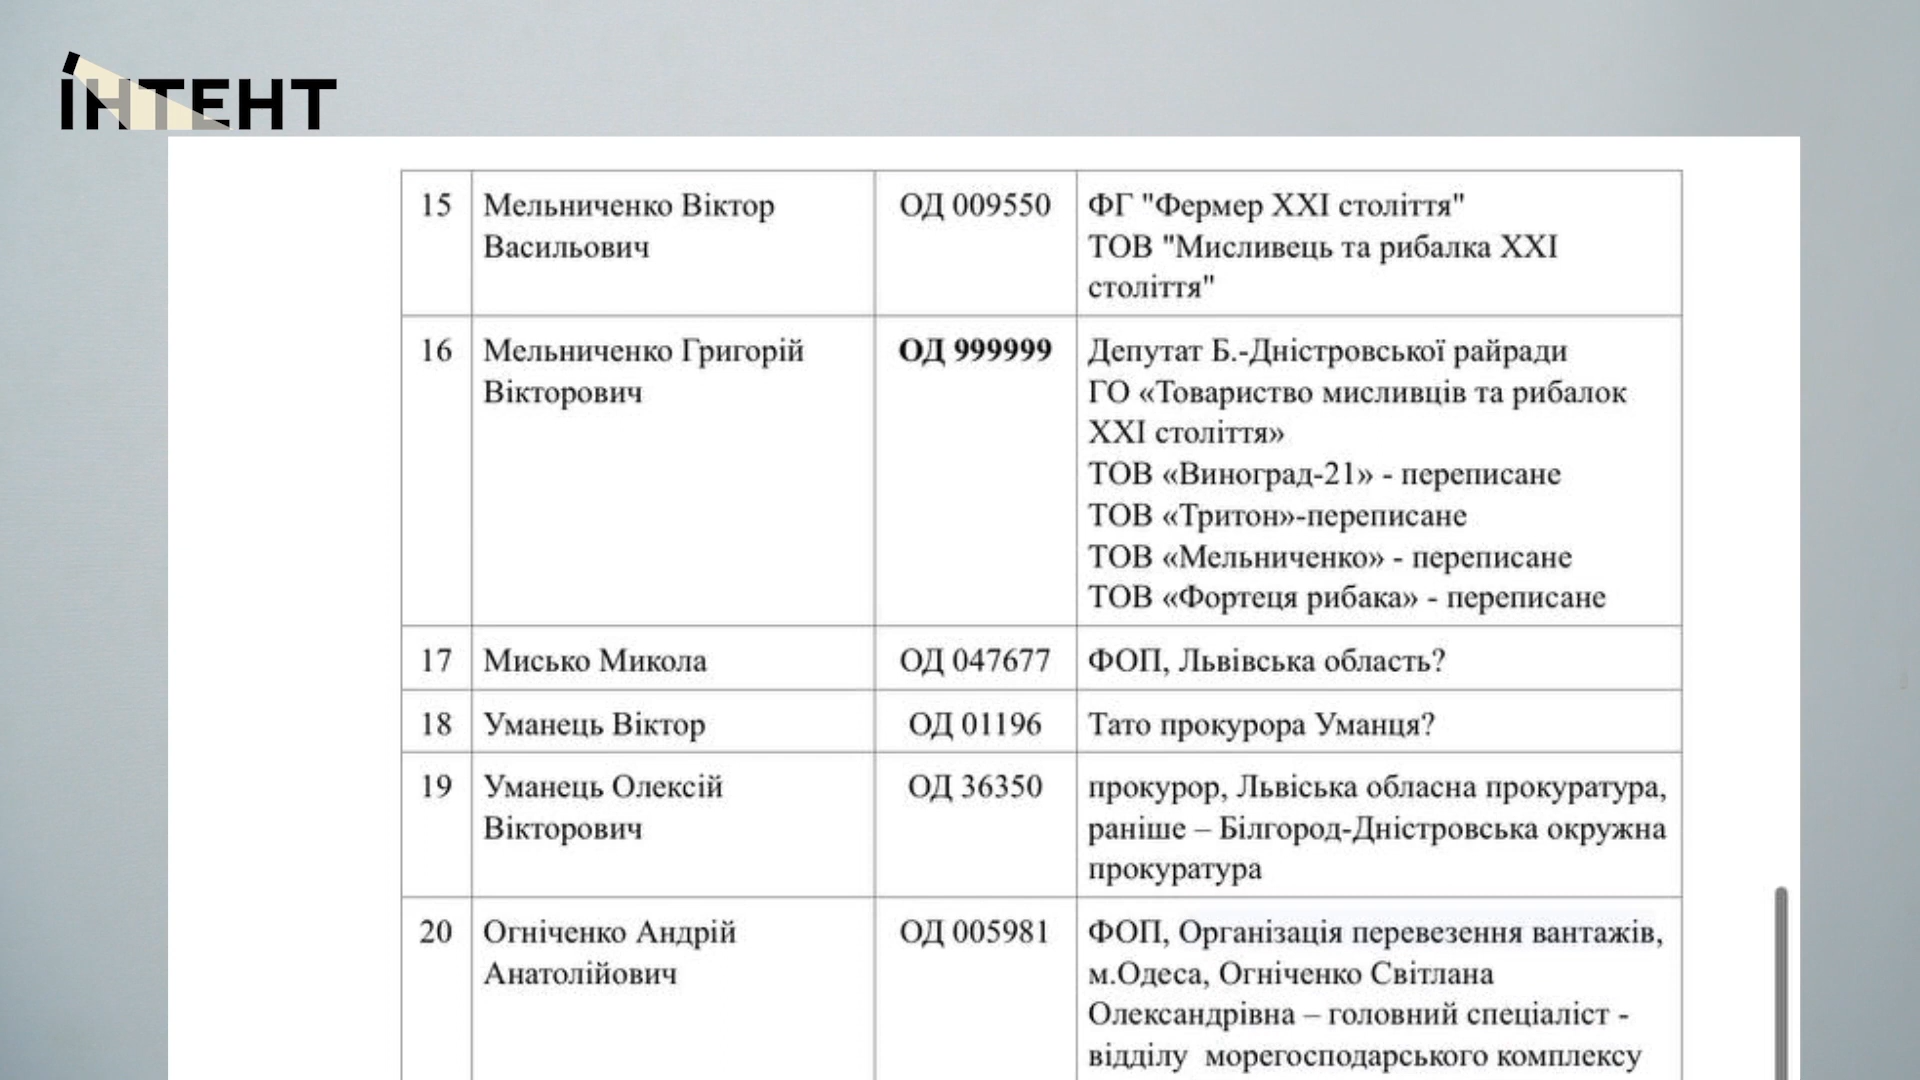 ІНТЕНТ
15 Мельниченко Віктор ОД 009550 ФГ "Фермер XXI століття"
Васильович ТОВ "Мисливець та рибалка XXI
століття"
16 Мельниченко Григорій ОД 999999 Депутат Б.-Дністровської райради
Вікторович ГО «Товариство мисливців та рибалок
XXI століття»
ТОВ «Виноград-21» - переписане
ТОВ «Тритон»-переписане
ТОВ «Мельниченко» - переписане
ТОВ «Фортеця рибака» - переписане
17 Мисько Микола ОД 047677 ФОП, Львівська область?
18 Уманець Віктор ОД 01196 Тато прокурора Уманця?
19 Уманець Олексій ОД 36350 прокурор, Львіська обласна прокуратура,
Вікторович раніше – Білгород-Дністровська окружна
прокуратура
20 Огніченко Андрій ОД 005981 ФОП, Організація перевезення вантажів,
Анатолійович м.Одеса, Огніченко Світлана
Олександрівна – головний спеціаліст -
відділу морегосподарського комплексу